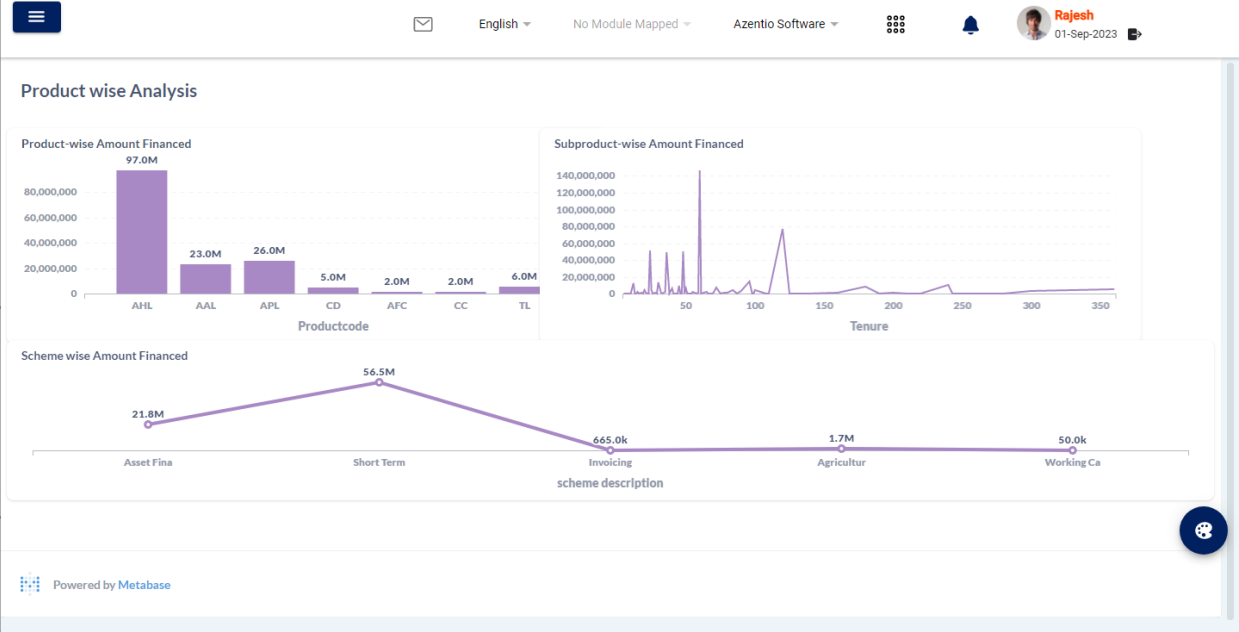 English
No Module Mapped
Azentio Software
Rajesh
01-Sep-2023
Product wise Analysis
Product-wise Amount Financed
97.0M
80,000,000
60,000,000
40,000,000
20,000,000
0
23.0M
26.0M
5.0M
2.0M
2.0M
6.0M
AHL
AAL
APL
CD
AFC
CC
TL
Productcode
Subproduct-wise Amount Financed
140,000,000
120,000,000
100,000,000
80,000,000
60,000,000
40,000,000
20,000,000
0
50
100
150
200
250
300
350
Tenure
Scheme wise Amount Financed
21.8M
56.5M
665.0k
1.7M
50.0k
Asset Fina
Short Term
Invoicing
Agricultur
Working Ca
scheme description
Powered by Metabase